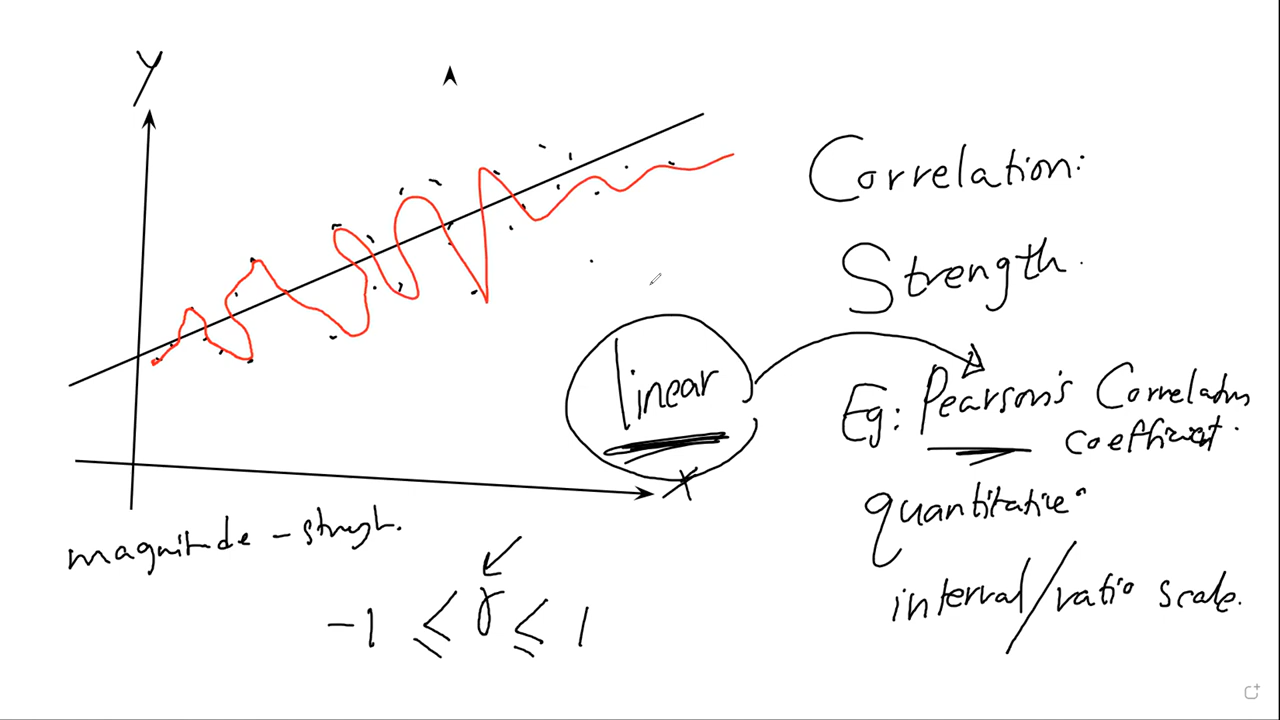 y
Correlation:
Strength.
linear
Eg: Pearson's Correlation
coefficient.
x
quantitative
magnitude - strength.
interval/ratio scale.
-1 ≤ r ≤ 1